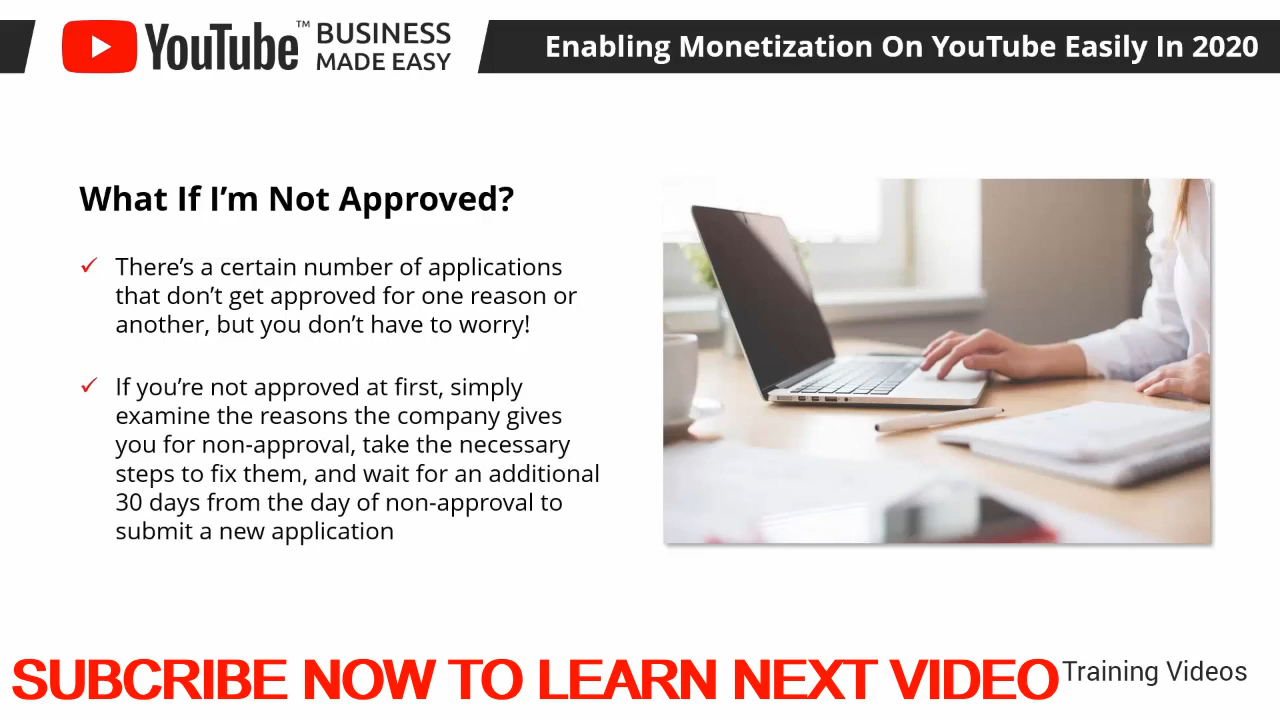 YouTube™ BUSINESS
MADE EASY
Enabling Monetization On YouTube Easily In 2020
What If I'm Not Approved?
✓ There's a certain number of applications
that don't get approved for one reason or
another, but you don't have to worry!
✓ If you're not approved at first, simply
examine the reasons the company gives
you for non-approval, take the necessary
steps to fix them, and wait for an additional
30 days from the day of non-approval to
submit a new application
SUBCRIBE NOW TO LEARN NEXT VIDEO Training Videos